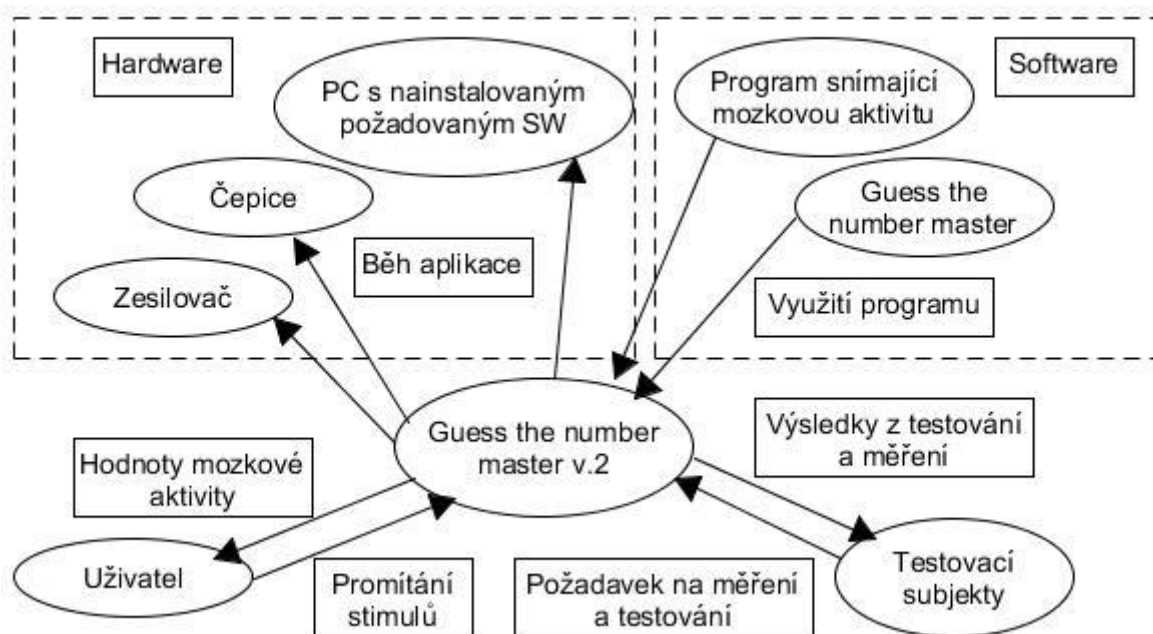 Hardware
PC s nainstalovaným
požadovaným SW
Program snímající
mozkovou aktivitu
Software
Čepice
Guess the
number master
Běh aplikace
Zesilovač
Využití programu
Guess the number
master v.2
Výsledky z testování
a měření
Hodnoty mozkové
aktivity
Uživatel
Promítání
stimulů
Požadavek na měření
a testování
Testovací
subjekty